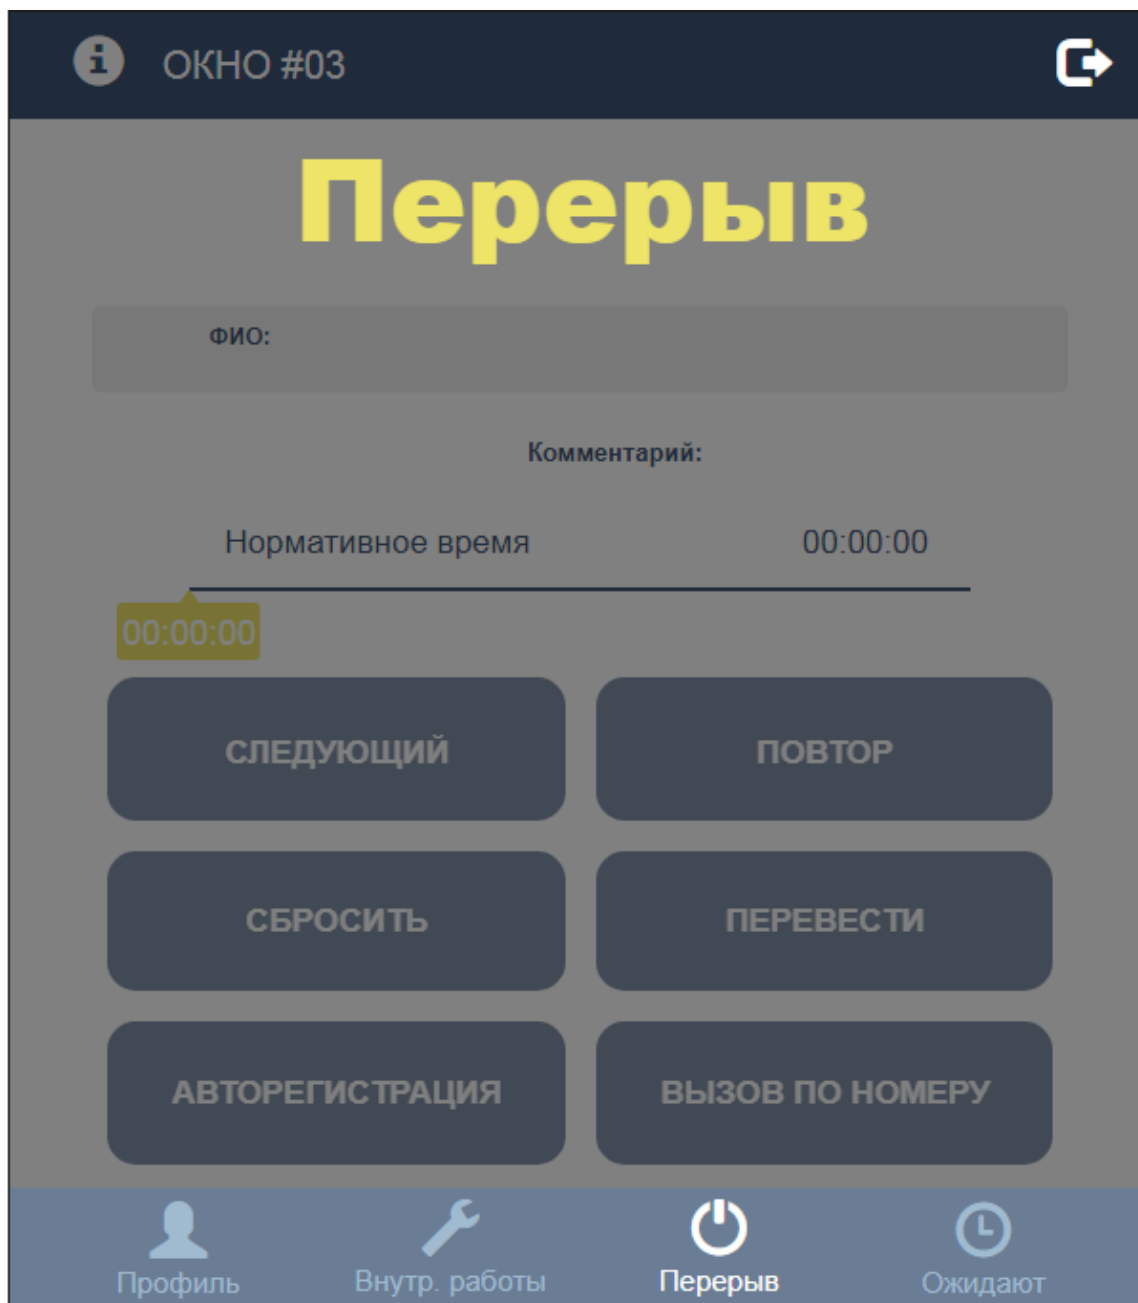 ОКНО #03
Перерыв
ФИО:
Комментарий:
Нормативное время 00:00:00
00:00:00
СЛЕДУЮЩИЙ ПОВТОР
СБРОСИТЬ ПЕРЕВЕСТИ
АВТОРЕГИСТРАЦИЯ ВЫЗОВ ПО НОМЕРУ
Профиль Внутр. работы Перерыв Ожидают